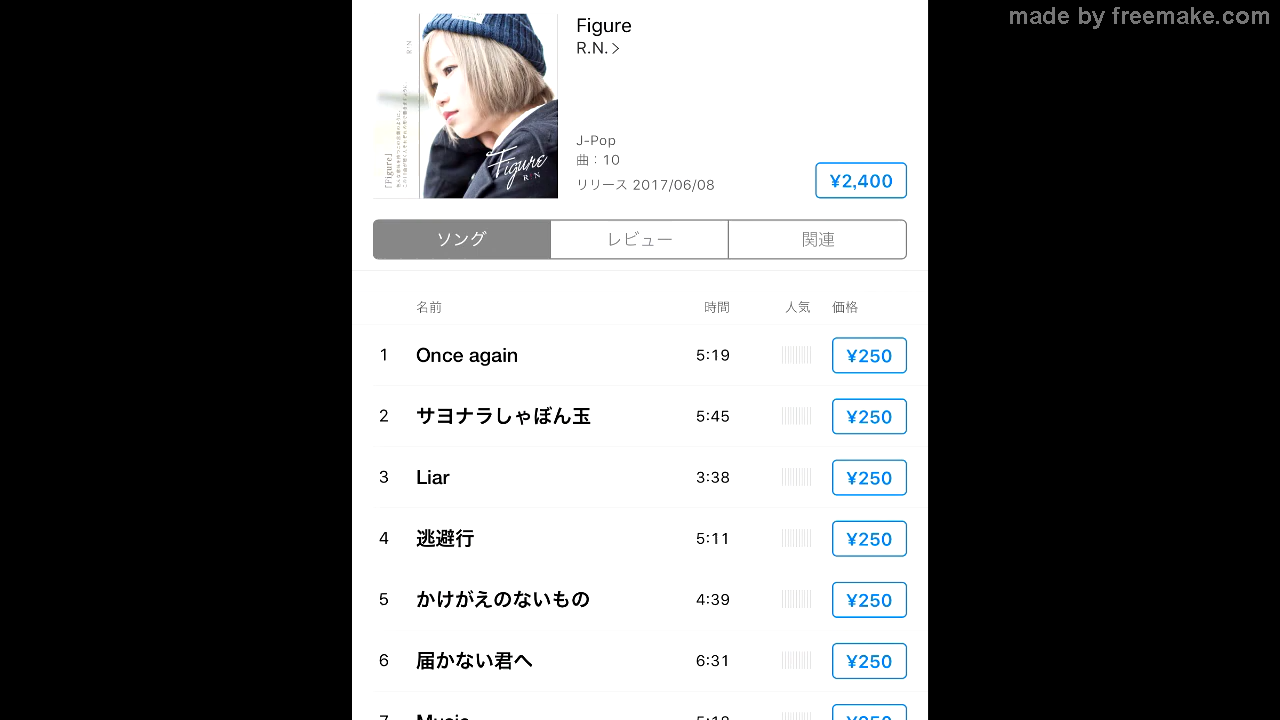 made by freemake.com
Figure
R.N. >
J-Pop
曲：10
リリース 2017/06/08
¥2,400
R.N
「Figure」
Figure
R.N
ソング レビュー 関連
名前 時間 人気 価格
1 Once again 5:19 ¥250
2 サヨナラしゃぼん玉 5:45 ¥250
3 Liar 3:38 ¥250
4 逃避行 5:11 ¥250
5 かけがえのないもの 4:39 ¥250
6 届かない君へ 6:31 ¥250
7 Music 5:18 ¥250